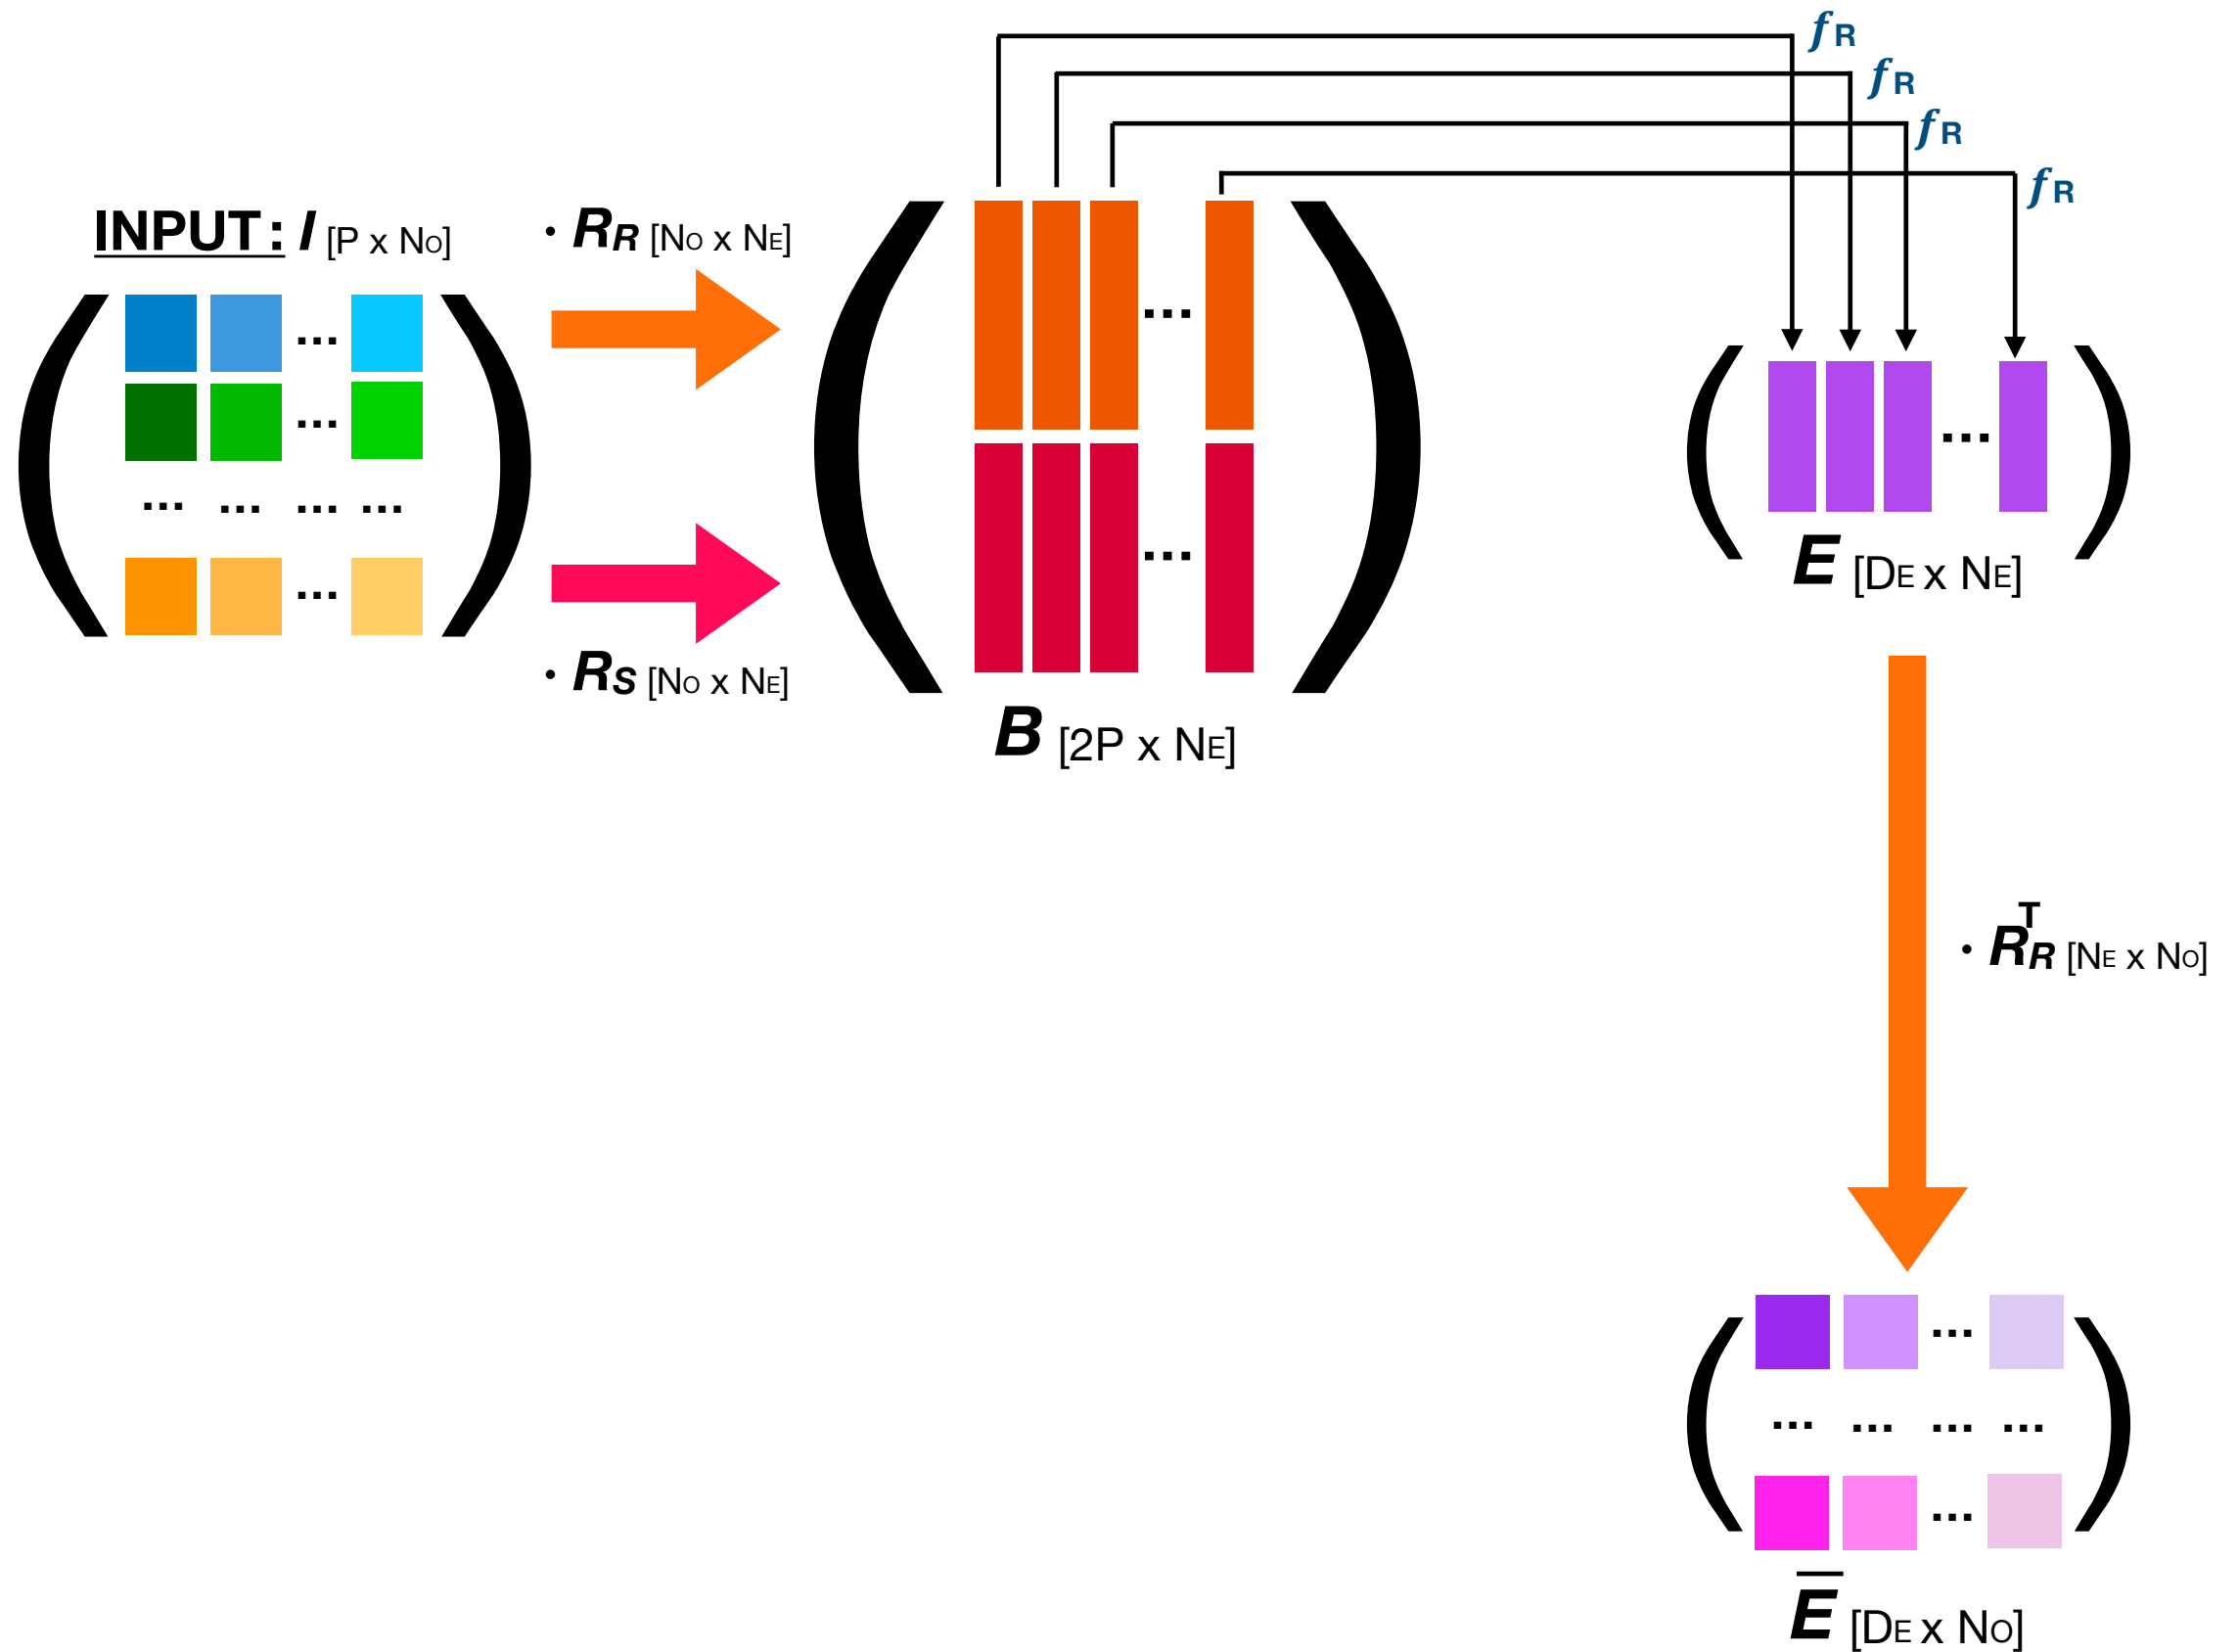 fR
fR
fR
fR
INPUT: I [P x NO]
· RR [NO x NE]
... ... ...
... ...
... ... ... ...
...
· RS [NO x NE]
B [2P x NE]
E [DE x NE]
· RRT [NE x NO]
...
... ... ... ...
...
E [DE x NO]